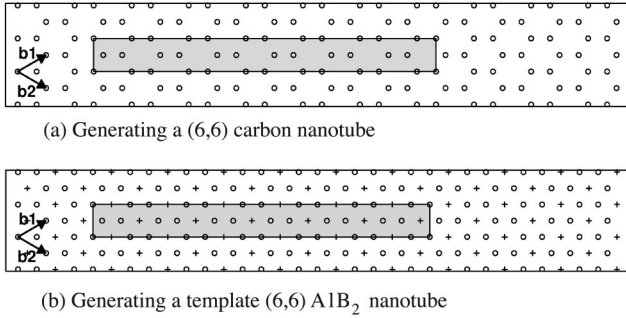 b1
b2
(a) Generating a (6,6) carbon nanotube
b1
b2
(b) Generating a template (6,6) A1B₂ nanotube